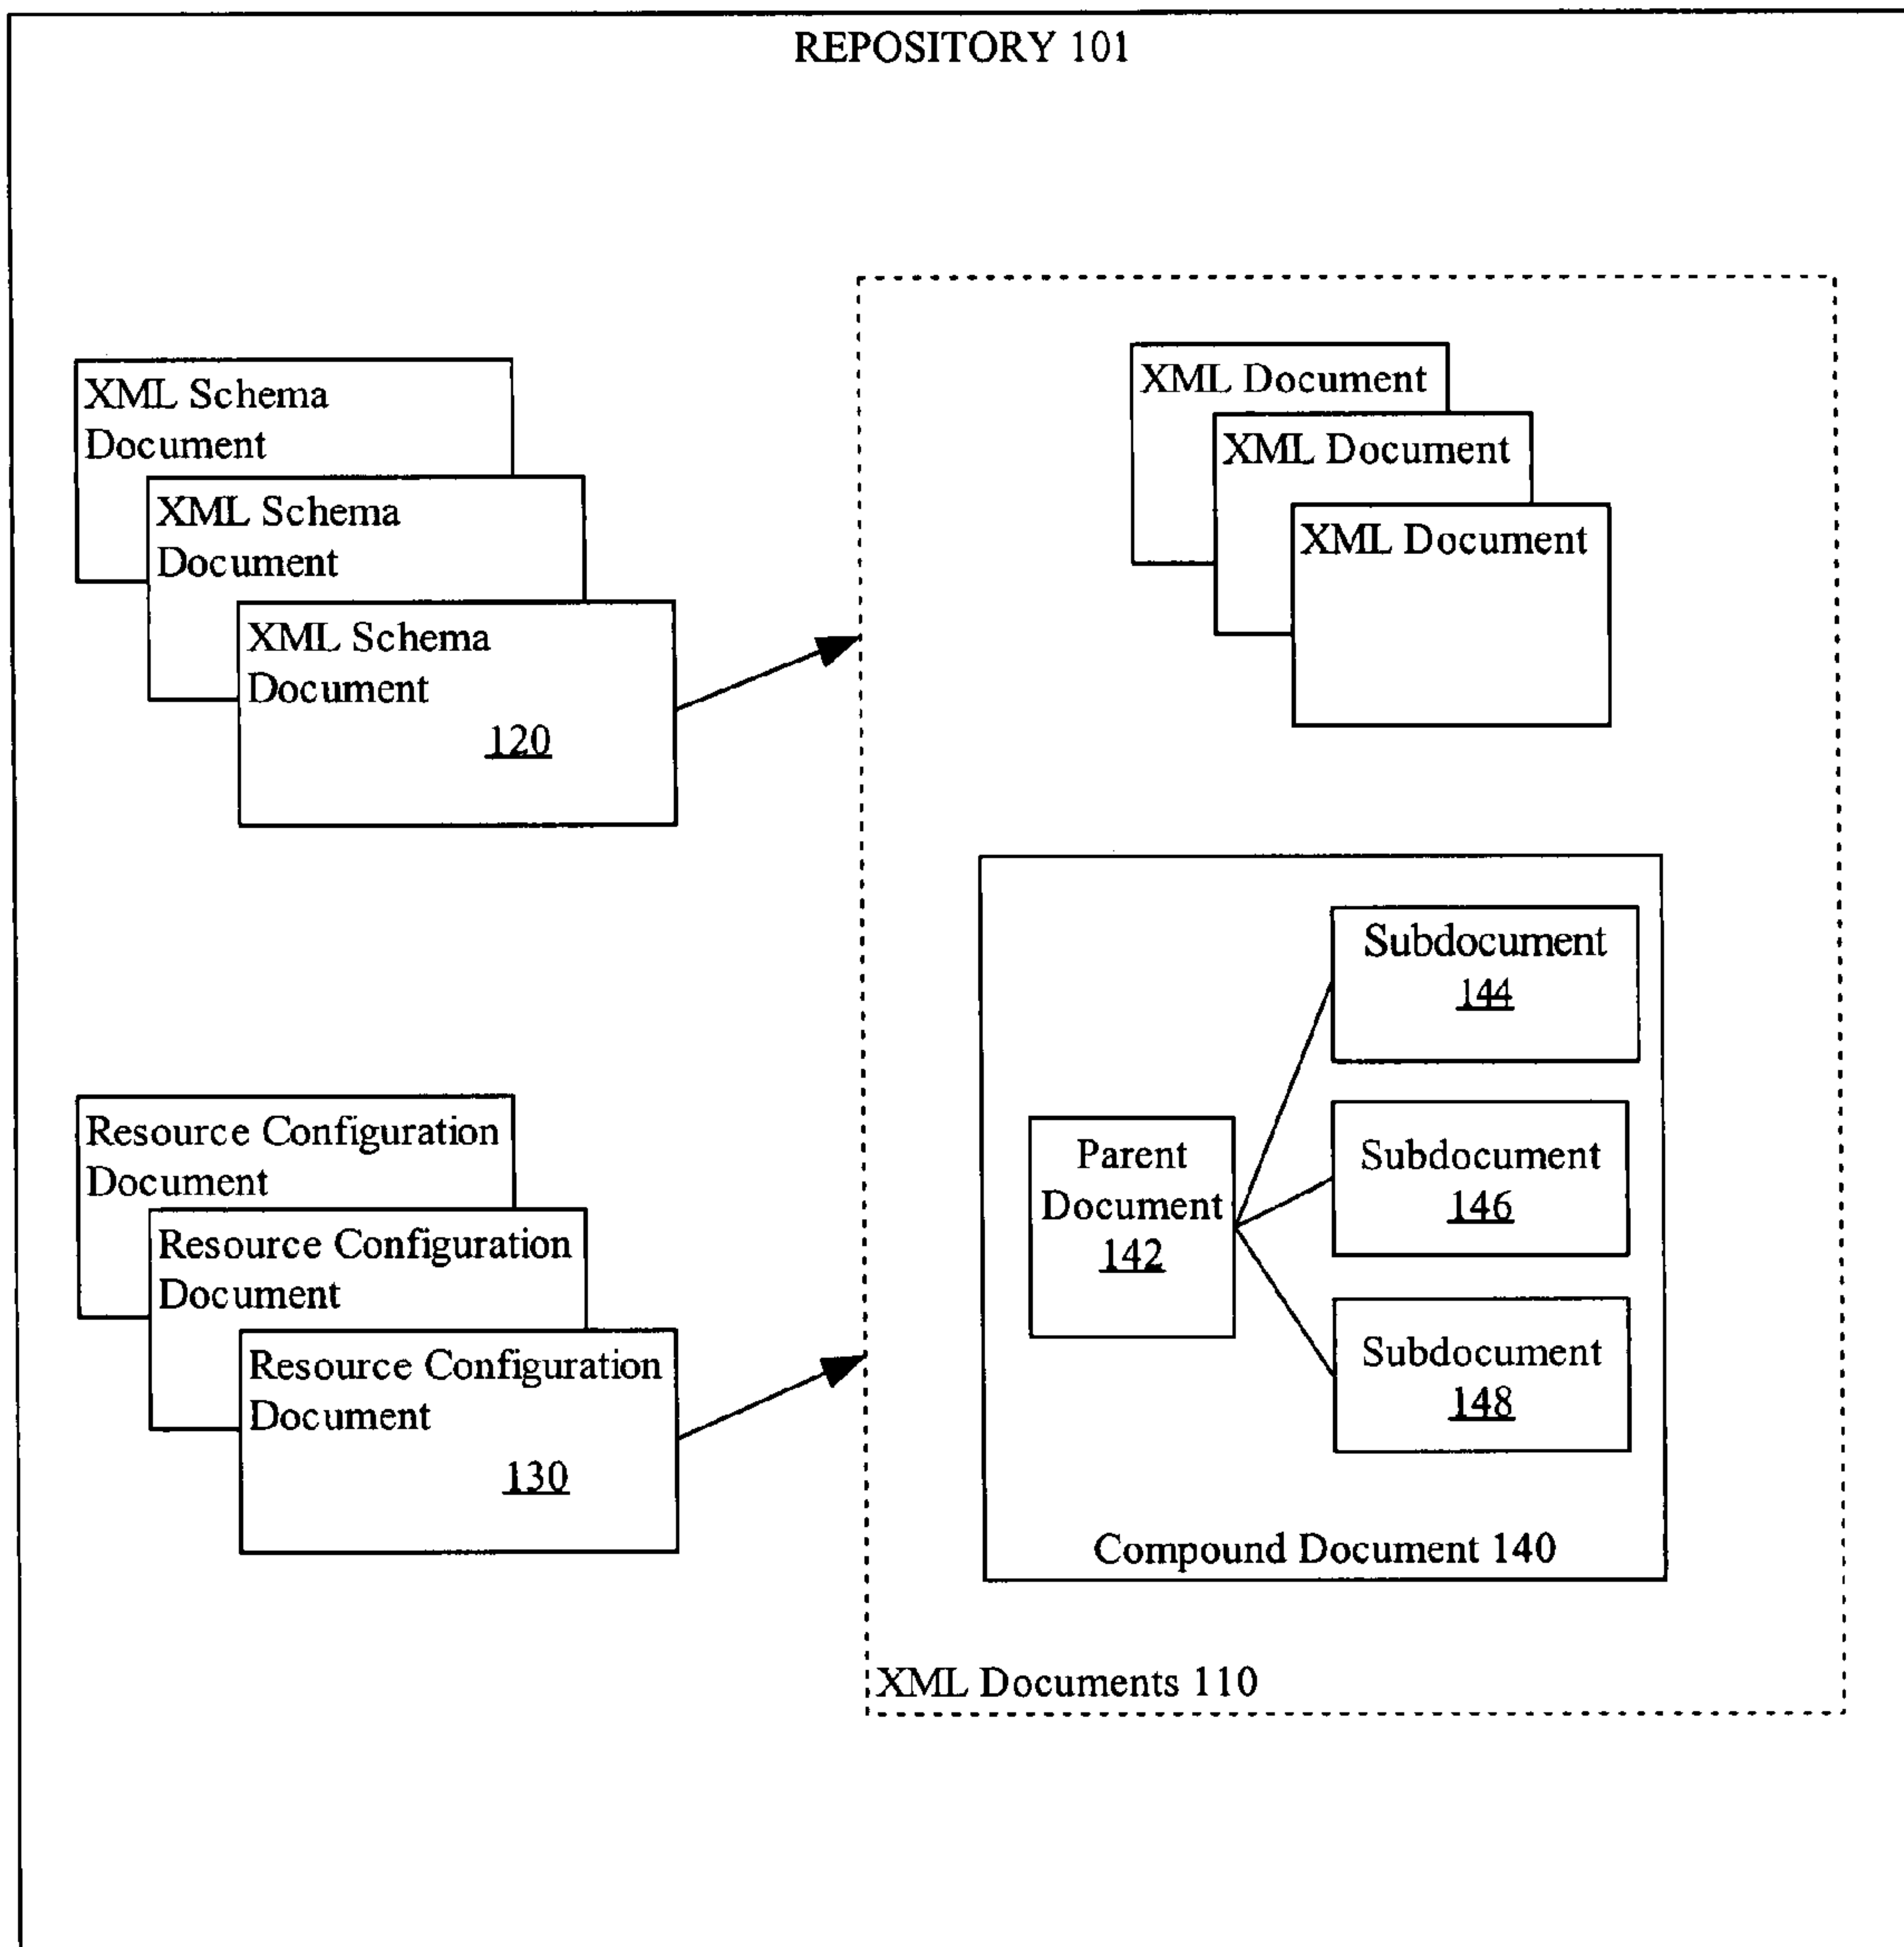 REPOSITORY 101
XML Schema
Document
XML Schema
Document
XML Schema
Document
120
Resource Configuration
Document
Resource Configuration
Document
Resource Configuration
Document
130
XML Document
XML Document
XML Document
Subdocument
144
Parent
Document
142
Subdocument
146
Subdocument
148
Compound Document 140
XML Documents 110